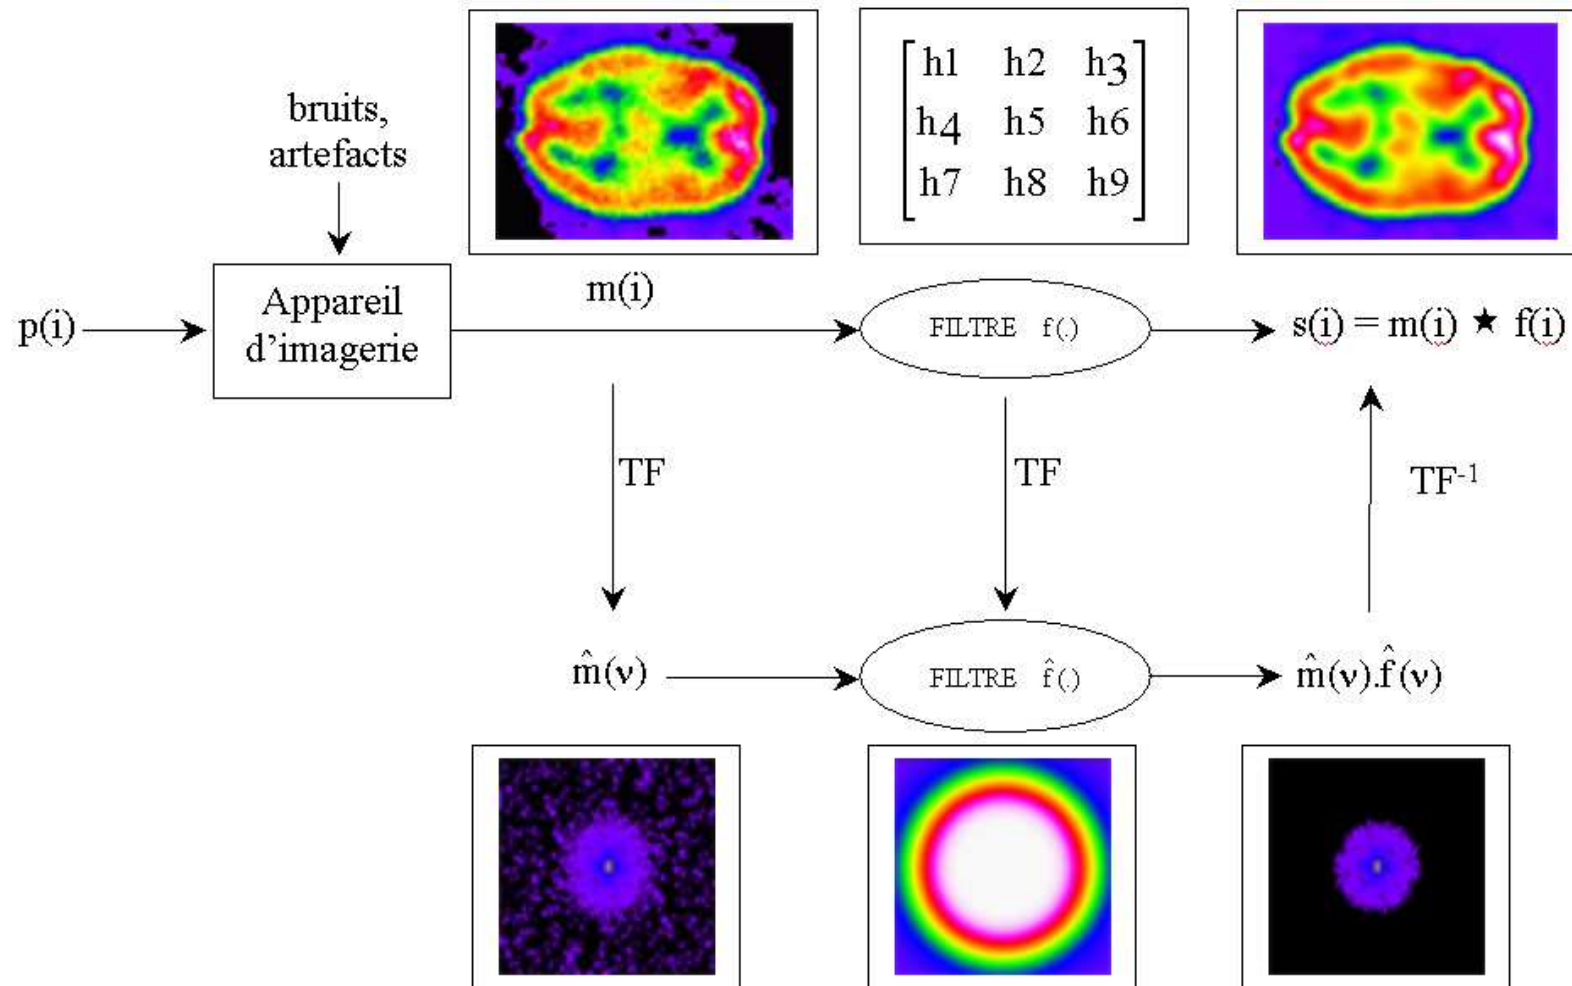 bruits,
artefacts
h1 h2 h3
h4 h5 h6
h7 h8 h9
p(i)
Appareil
d’imagerie
m(i)
FILTRE f(.)
s(i) = m(i) ★ f(i)
TF
TF
TF⁻¹
m̂(ν)
FILTRE f̂(.)
m̂(ν).f̂(ν)